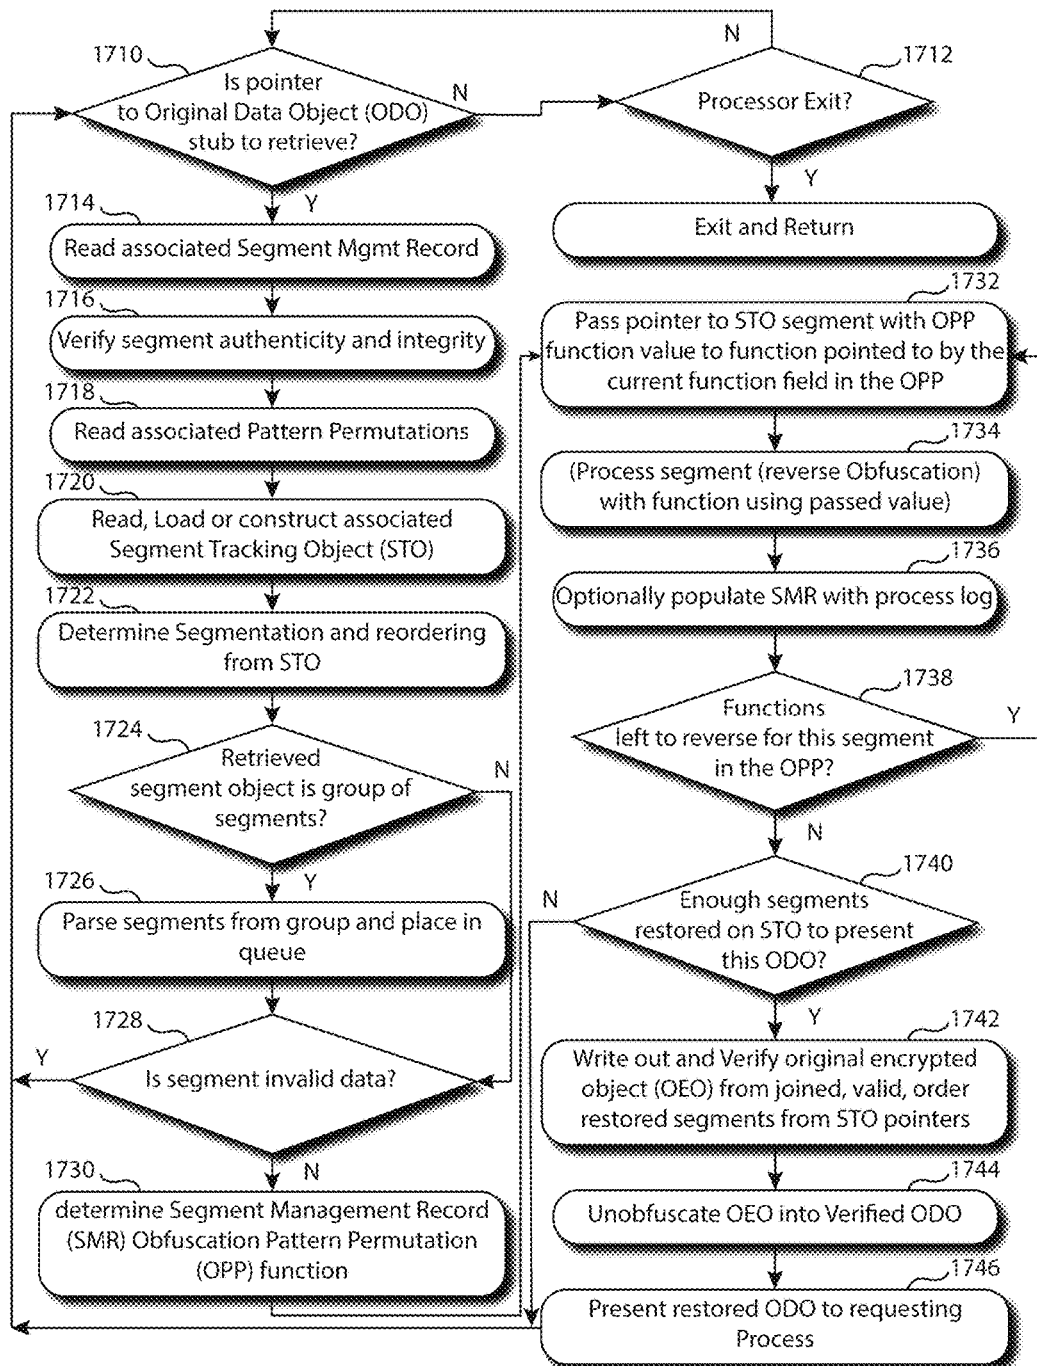 N
1710
1712
Is pointer
to Original Data Object (ODO)
stub to retrieve?
N
Processor Exit?
Y
Y
1714
Read associated Segment Mgmt Record
Exit and Return
1716
Verify segment authenticity and integrity
1718
Read associated Pattern Permutations
1720
Read, Load or construct associated
Segment Tracking Object (STO)
1722
Determine Segmentation and reordering
from STO
1724
Retrieved
segment object is group of
segments?
N
Y
1726
Parse segments from group and place in
queue
1728
Y
Is segment invalid data?
N
1730
determine Segment Management Record
(SMR) Obfuscation Pattern Permutation
(OPP) function
1732
Pass pointer to STO segment with OPP
function value to function pointed to by the
current function field in the OPP
1734
(Process segment (reverse Obfuscation)
with function using passed value)
1736
Optionally populate SMR with process log
1738
Functions
left to reverse for this segment
in the OPP?
Y
N
1740
N
Enough segments
restored on STO to present
this ODO?
Y
1742
Write out and Verify original encrypted
object (OEO) from joined, valid, order
restored segments from STO pointers
1744
Unobfuscate OEO into Verified ODO
1746
Present restored ODO to requesting
Process